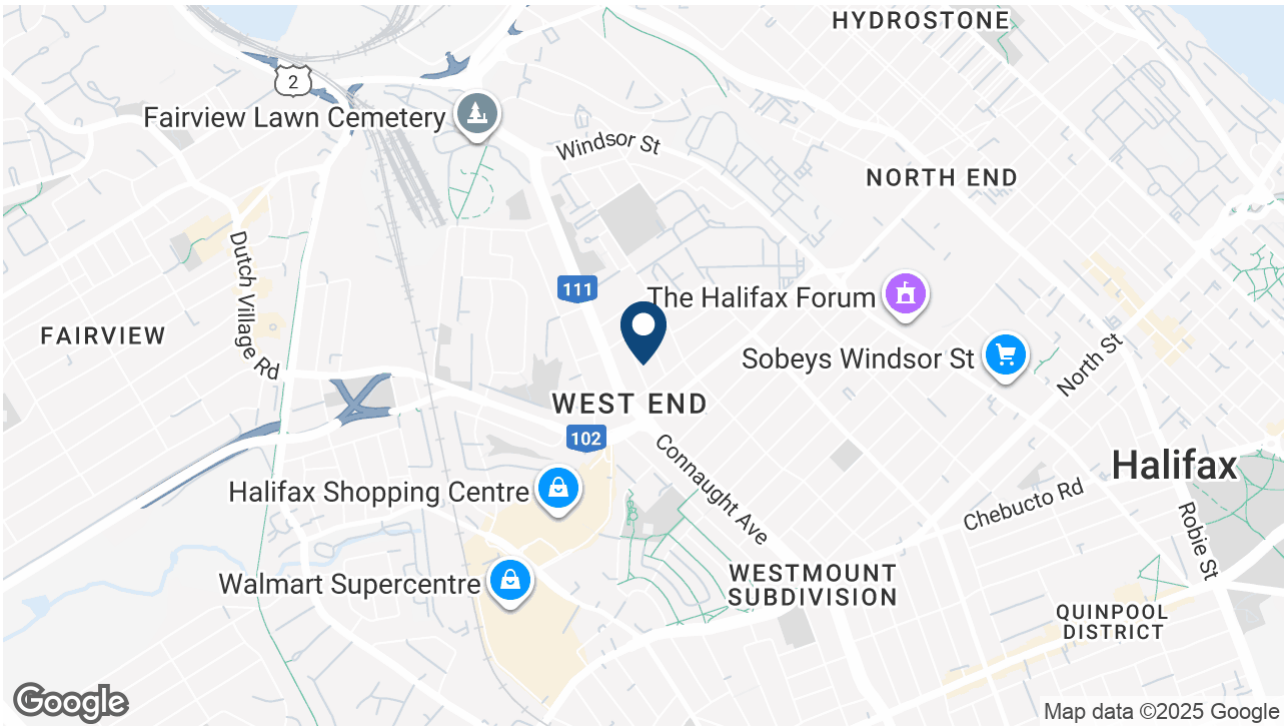 HYDROSTONE
2
Fairview Lawn Cemetery
Windsor St
NORTH END
Dutch Village Rd
111
The Halifax Forum
FAIRVIEW
Sobeys Windsor St
North St
WEST END
102
Connaught Ave
Halifax
Halifax Shopping Centre
Chebucto Rd
Robie St
Walmart Supercentre
WESTMOUNT
SUBDIVISION
QUINPOOL
DISTRICT
Google
Map data ©2025 Google